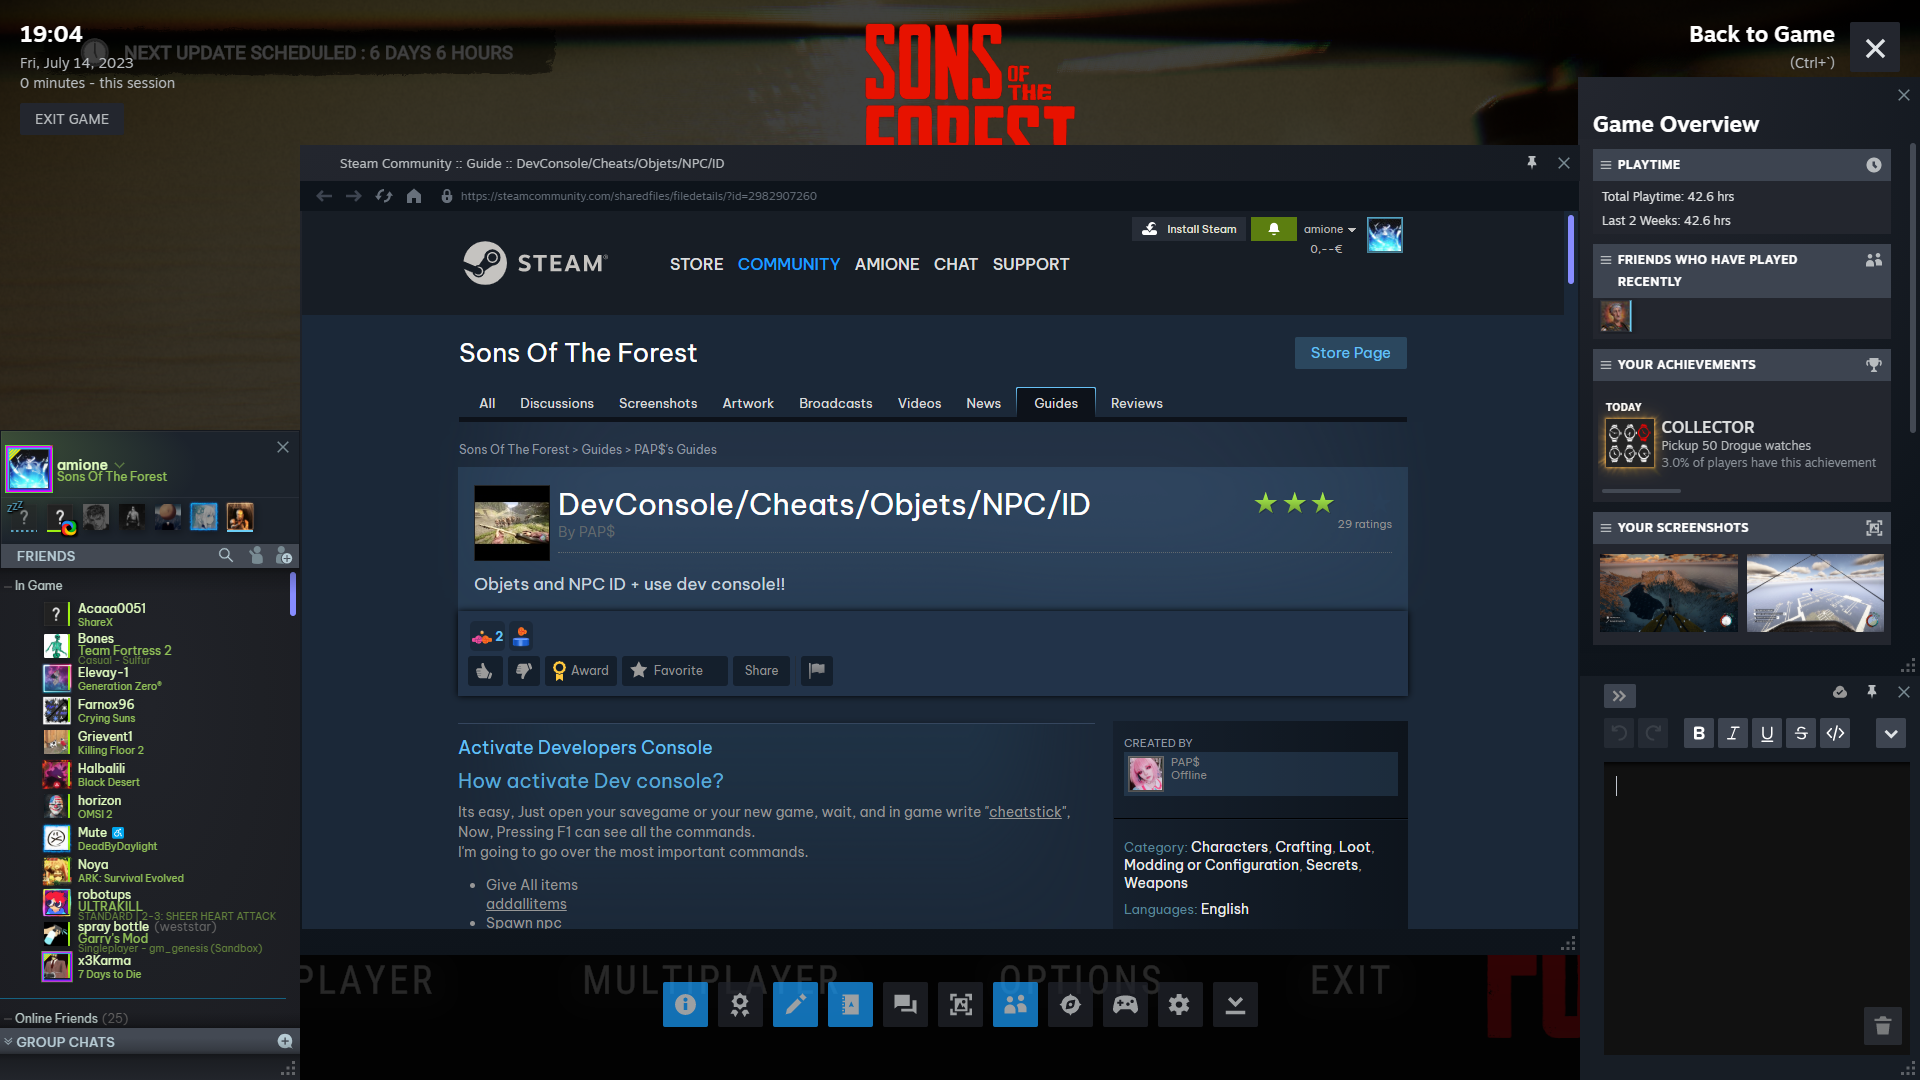 19:04
NEXT UPDATE SCHEDULED : 6 DAYS 6 HOURS
Fri, July 14, 2023
0 minutes - this session
EXIT GAME
SONS OF THE FOREST
Back to Game
(Ctrl+`)
Steam Community :: Guide :: DevConsole/Cheats/Objets/NPC/ID
https://steamcommunity.com/sharedfiles/filedetails/?id=2982907260
Install Steam
amione
0,--€
STEAM®
STORE COMMUNITY AMIONE CHAT SUPPORT
Sons Of The Forest
Store Page
All Discussions Screenshots Artwork Broadcasts Videos News Guides Reviews
Sons Of The Forest > Guides > PAP$'s Guides
DevConsole/Cheats/Objets/NPC/ID
By PAP$
29 ratings
Objets and NPC ID + use dev console!!
2
Award Favorite Share
Activate Developers Console
How activate Dev console?
Its easy, Just open your savegame or your new game, wait, and in game write "cheatstick",
Now, Pressing F1 can see all the commands.
I'm going to go over the most important commands.
• Give All items
addallitems
• Spawn npc
CREATED BY
PAP$
Offline
Category: Characters, Crafting, Loot,
Modding or Configuration, Secrets,
Weapons
Languages: English
amione
Sons Of The Forest
zzZ
?
?
FRIENDS
In Game
?
Acaaa0051
ShareX
Bones
Team Fortress 2
Casual - Sulfur
Elevay-1
Generation Zero®
Farnox96
Crying Suns
Grievent1
Killing Floor 2
Halbalili
Black Desert
horizon
OMSI 2
Mute
DeadByDaylight
Noya
ARK: Survival Evolved
robotups
ULTRAKILL
STANDARD | 2-3: SHEER HEART ATTACK
spray bottle (weststar)
Garry's Mod
Singleplayer - gm_genesis (Sandbox)
x3Karma
7 Days to Die
Online Friends (25)
GROUP CHATS
Game Overview
PLAYTIME
Total Playtime: 42.6 hrs
Last 2 Weeks: 42.6 hrs
FRIENDS WHO HAVE PLAYED
RECENTLY
YOUR ACHIEVEMENTS
TODAY
COLLECTOR
Pickup 50 Drogue watches
3.0% of players have this achievement
YOUR SCREENSHOTS
B I U S </>
PLAYER MULTIPLAYER OPTIONS EXIT
FO